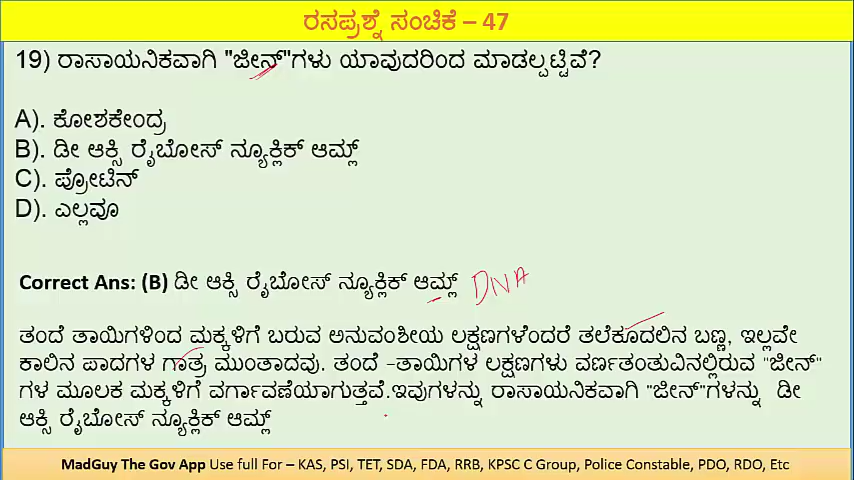 ರಸಪ್ರಶ್ನೆ ಸಂಚಿಕೆ – 47
19) ರಾಸಾಯನಿಕವಾಗಿ "ಜೀನ್"ಗಳು ಯಾವುದರಿಂದ ಮಾಡಲ್ಪಟ್ಟಿವೆ?
A). ಕೋಶಕೇಂದ್ರ
B). ಡೀ ಆಕ್ಸಿ ರೈಬೋಸ್ ನ್ಯೂಕ್ಲಿಕ್ ಆಮ್ಲ್
C). ಪ್ರೋಟಿನ್
D). ಎಲ್ಲವೂ
Correct Ans: (B) ಡೀ ಆಕ್ಸಿ ರೈಬೋಸ್ ನ್ಯೂಕ್ಲಿಕ್ ಆಮ್ಲ್ DNA
ತಂದೆ ತಾಯಿಗಳಿಂದ ಮಕ್ಕಳಿಗೆ ಬರುವ ಅನುವಂಶೀಯ ಲಕ್ಷಣಗಳೆಂದರೆ ತಲೆಕೂದಲಿನ ಬಣ್ಣ, ಇಲ್ಲವೇ
ಕಾಲಿನ ಪಾದಗಳ ಗಾತ್ರ ಮುಂತಾದವು. ತಂದೆ -ತಾಯಿಗಳ ಲಕ್ಷಣಗಳು ವರ್ಣತಂತುವಿನಲ್ಲಿರುವ "ಜೀನ್"
ಗಳ ಮೂಲಕ ಮಕ್ಕಳಿಗೆ ವರ್ಗಾವಣೆಯಾಗುತ್ತವೆ.ಇವುಗಳನ್ನು ರಾಸಾಯನಿಕವಾಗಿ "ಜೀನ್"ಗಳನ್ನು ಡೀ
ಆಕ್ಸಿ ರೈಬೋಸ್ ನ್ಯೂಕ್ಲಿಕ್ ಆಮ್ಲ್
MadGuy The Gov App Use full For – KAS, PSI, TET, SDA, FDA, RRB, KPSC C Group, Police Constable, PDO, RDO, Etc